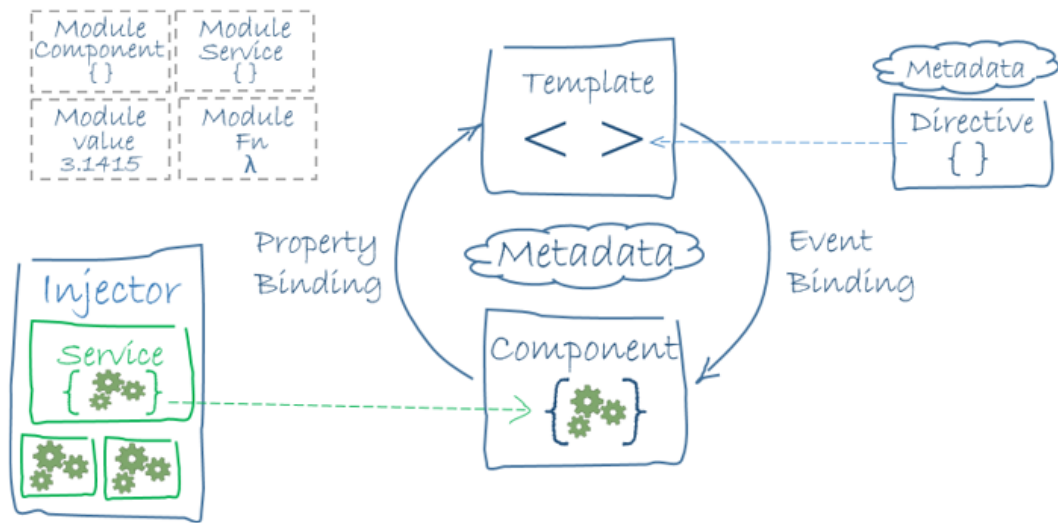 Module
Component
{ }
Module
Service
{ }
Module
value
3.1415
Module
Fn
λ
Template
< >
Metadata
Directive
{ }
Property
Binding
Metadata
Event
Binding
Injector
Service
{ }
Component
{ }